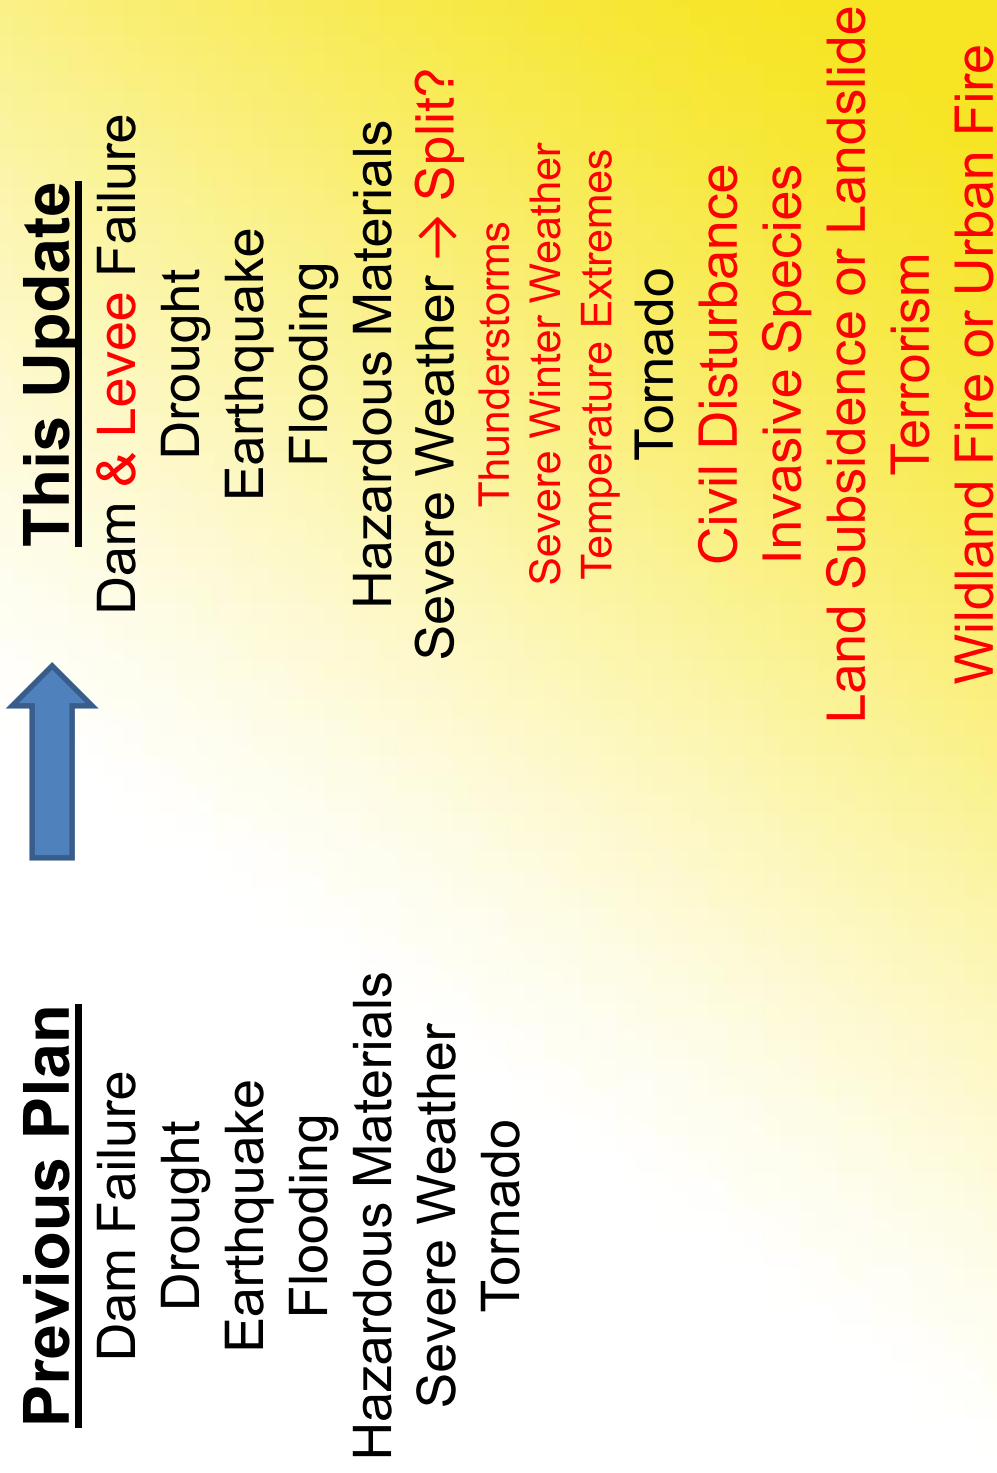 Previous Plan
Dam Failure
Drought
Earthquake
Flooding
Hazardous Materials
Severe Weather
Tornado
This Update
Dam & Levee Failure
Drought
Earthquake
Flooding
Hazardous Materials
Severe Weather → Split?
Thunderstorms
Severe Winter Weather
Temperature Extremes
Tornado
Civil Disturbance
Invasive Species
Land Subsidence or Landslide
Terrorism
Wildland Fire or Urban Fire